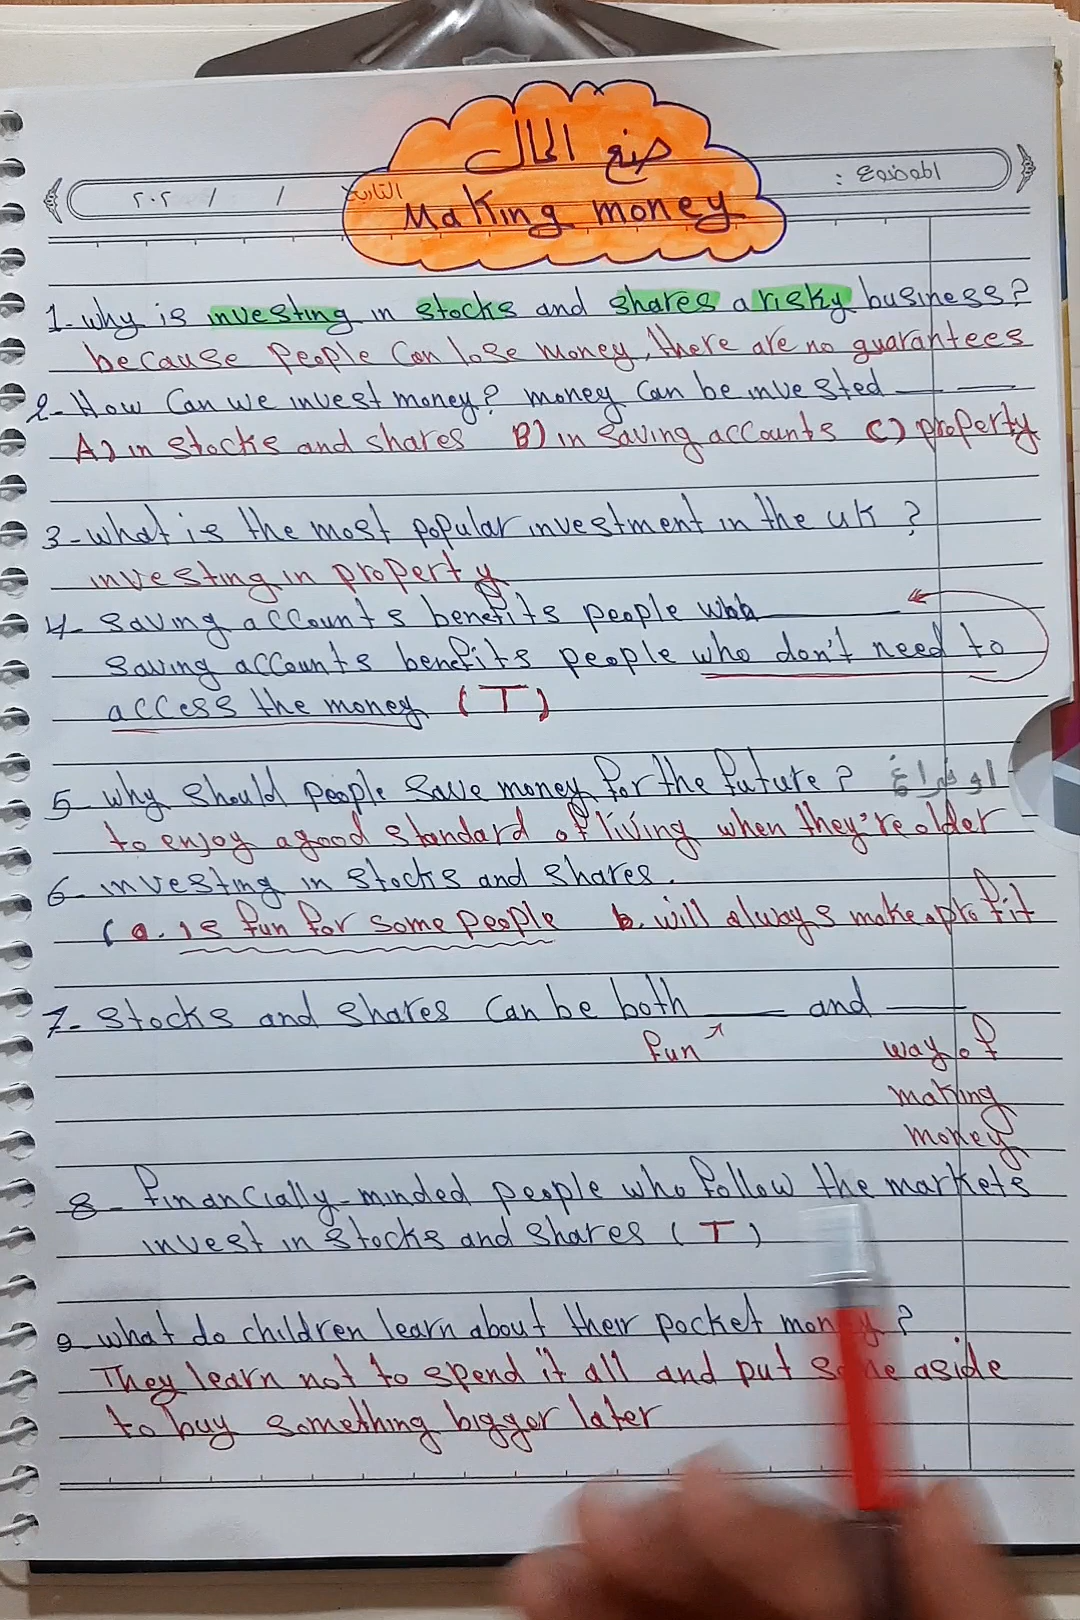 صنع المال
الموضوع :
التاريخ / / ٢٠٢
Making money
1- why is investing in stocks and shares a risky business?
because people can lose money, there are no guarantees
2- How can we invest money? money can be invested
A) in stocks and shares B) in saving accounts C) property
3- what is the most popular investment in the uk ?
investing in property
4- saving accounts benefits people
saving accounts benefits people who don't need to
access the money (T)
5- why should people save money for the future? او فراغ
to enjoy a good standard of living when they're older
6- investing in stocks and shares.
(a. is fun for some people b. will always make a profit
7- stocks and shares can be both ____ and ____
fun way of
making
money
8- financially-minded people who follow the markets
invest in stocks and shares (T)
9- what do children learn about their pocket money?
They learn not to spend it all and put some aside
to buy something bigger later